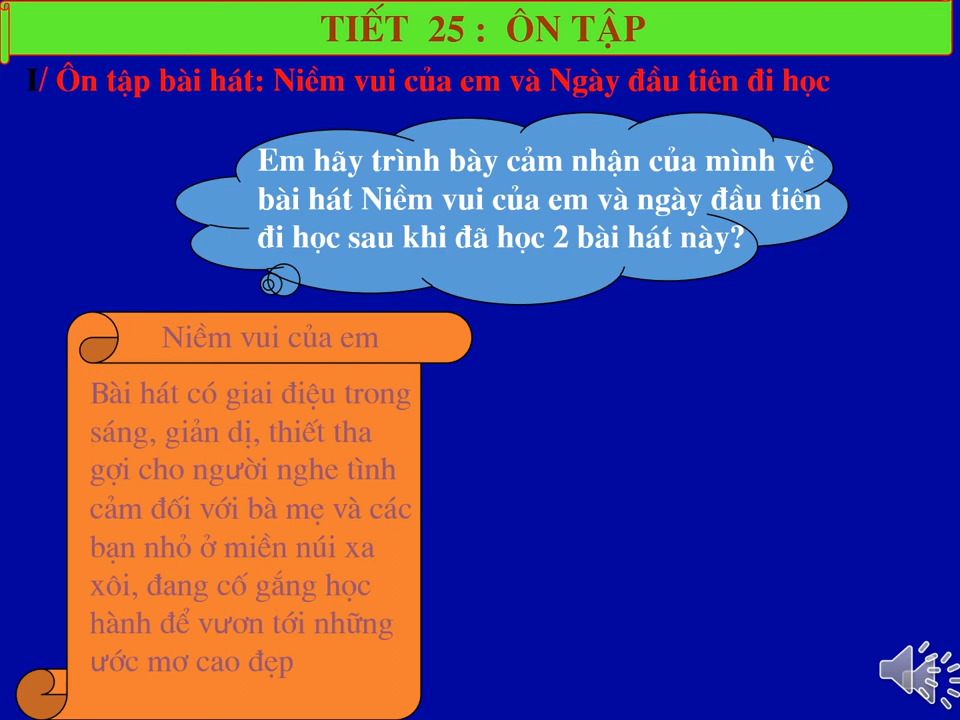 TIẾT 25 : ÔN TẬP
I/ Ôn tập bài hát: Niềm vui của em và Ngày đầu tiên đi học
Em hãy trình bày cảm nhận của mình về
bài hát Niềm vui của em và ngày đầu tiên
đi học sau khi đã học 2 bài hát này?
Niềm vui của em
Bài hát có giai điệu trong
sáng, giản dị, thiết tha
gợi cho người nghe tình
cảm đối với bà mẹ và các
bạn nhỏ ở miền núi xa
xôi, đang cố gắng học
hành để vươn tới những
ước mơ cao đẹp